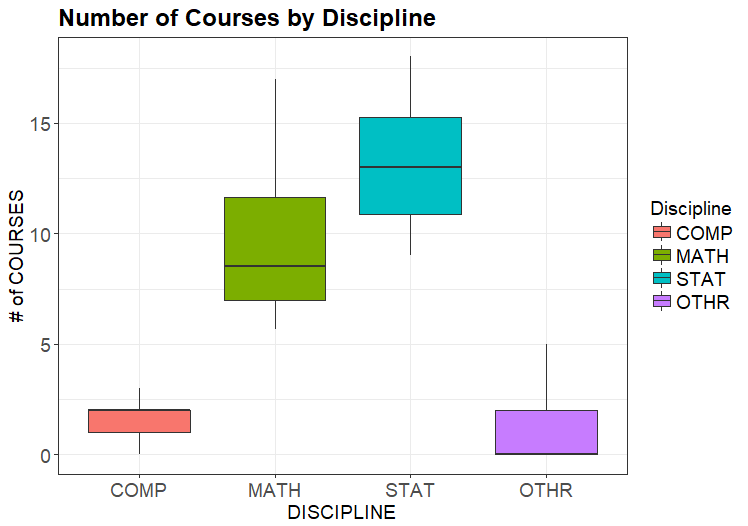 Number of Courses by Discipline
# of COURSES
15
10
5
0
COMP MATH STAT OTHR
DISCIPLINE
Discipline
COMP
MATH
STAT
OTHR